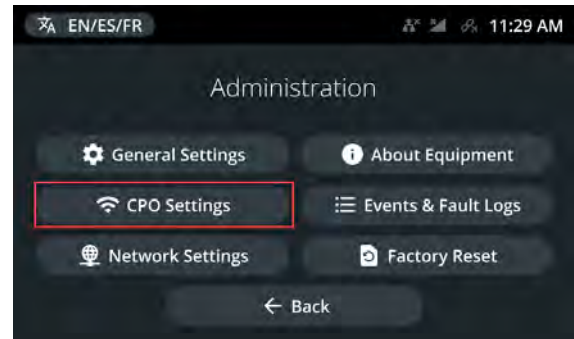 EN/ES/FR 11:29 AM
Administration
General Settings About Equipment
CPO Settings Events & Fault Logs
Network Settings Factory Reset
Back